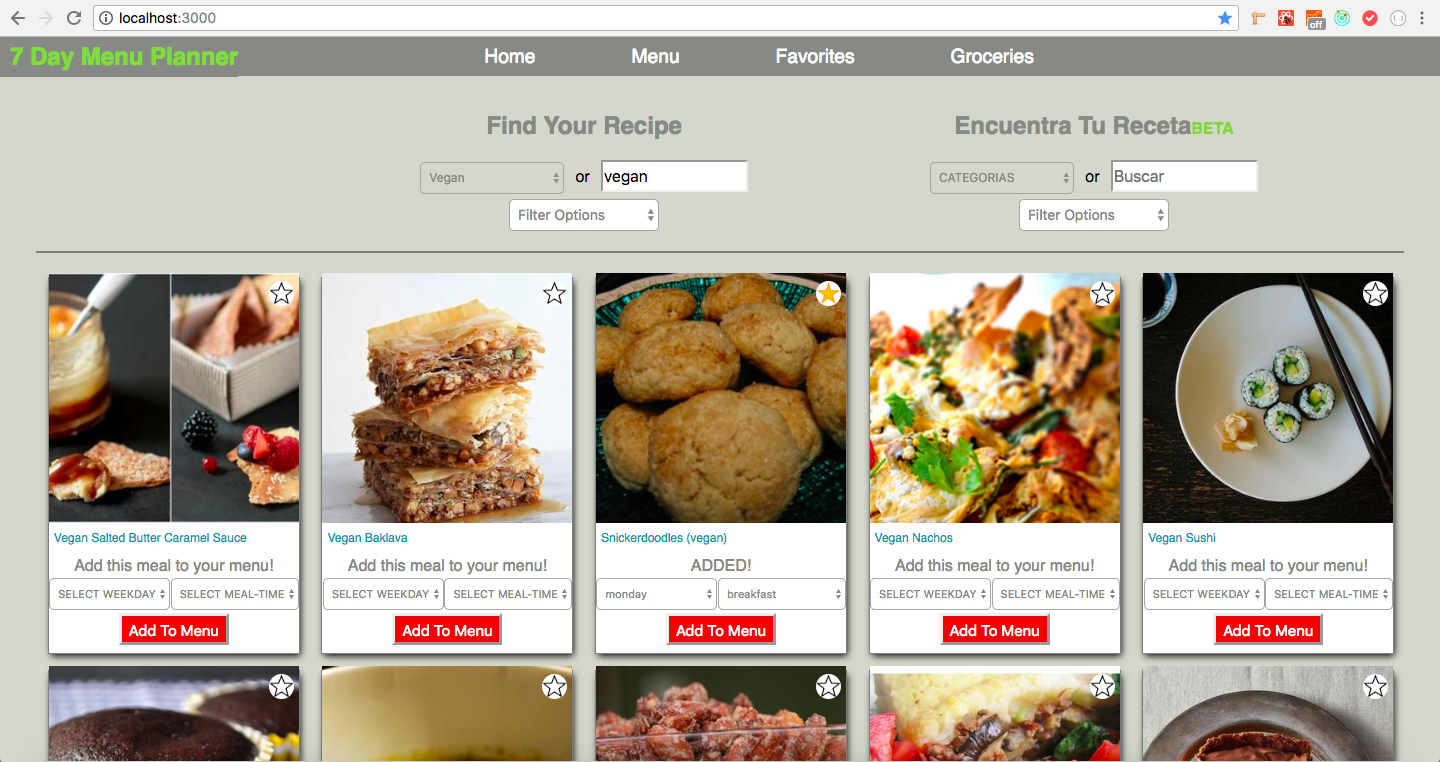 localhost:3000
off
7 Day Menu Planner
Home Menu Favorites Groceries
Find Your Recipe
Encuentra Tu RecetaBETA
Vegan or vegan
CATEGORIAS or Buscar
Filter Options
Filter Options
Vegan Salted Butter Caramel Sauce
Add this meal to your menu!
SELECT WEEKDAY SELECT MEAL-TIME
Add To Menu
Vegan Baklava
Add this meal to your menu!
SELECT WEEKDAY SELECT MEAL-TIME
Add To Menu
Snickerdoodles (vegan)
ADDED!
monday breakfast
Add To Menu
Vegan Nachos
Add this meal to your menu!
SELECT WEEKDAY SELECT MEAL-TIME
Add To Menu
Vegan Sushi
Add this meal to your menu!
SELECT WEEKDAY SELECT MEAL-TIME
Add To Menu